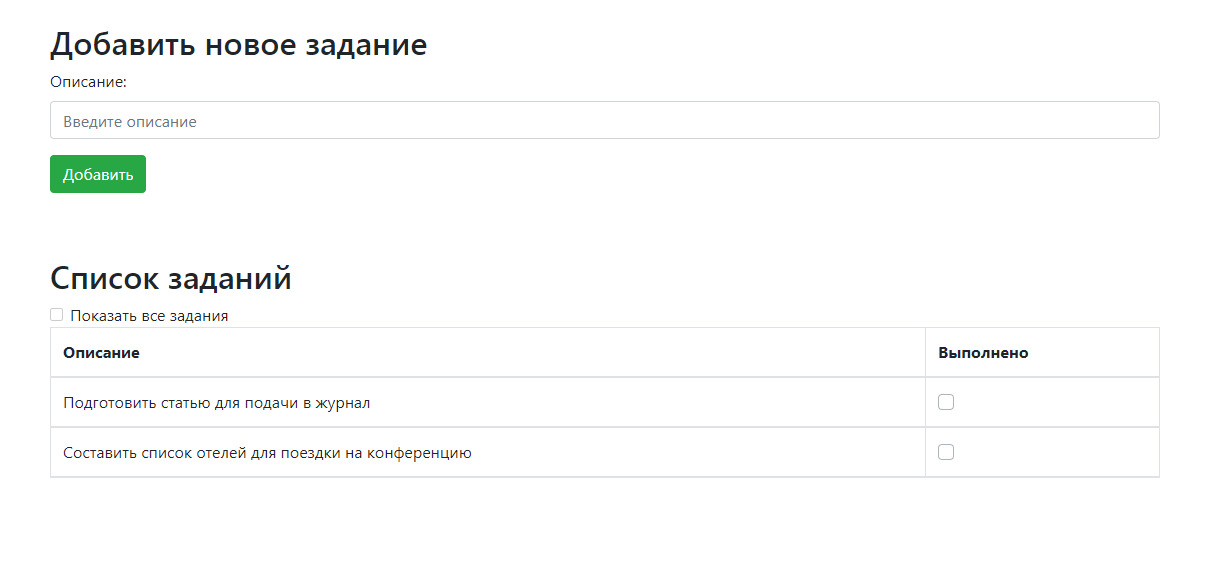 Добавить новое задание
Описание:
Введите описание
Добавить
Список заданий
Показать все задания
Описание Выполнено
Подготовить статью для подачи в журнал
Составить список отелей для поездки на конференцию